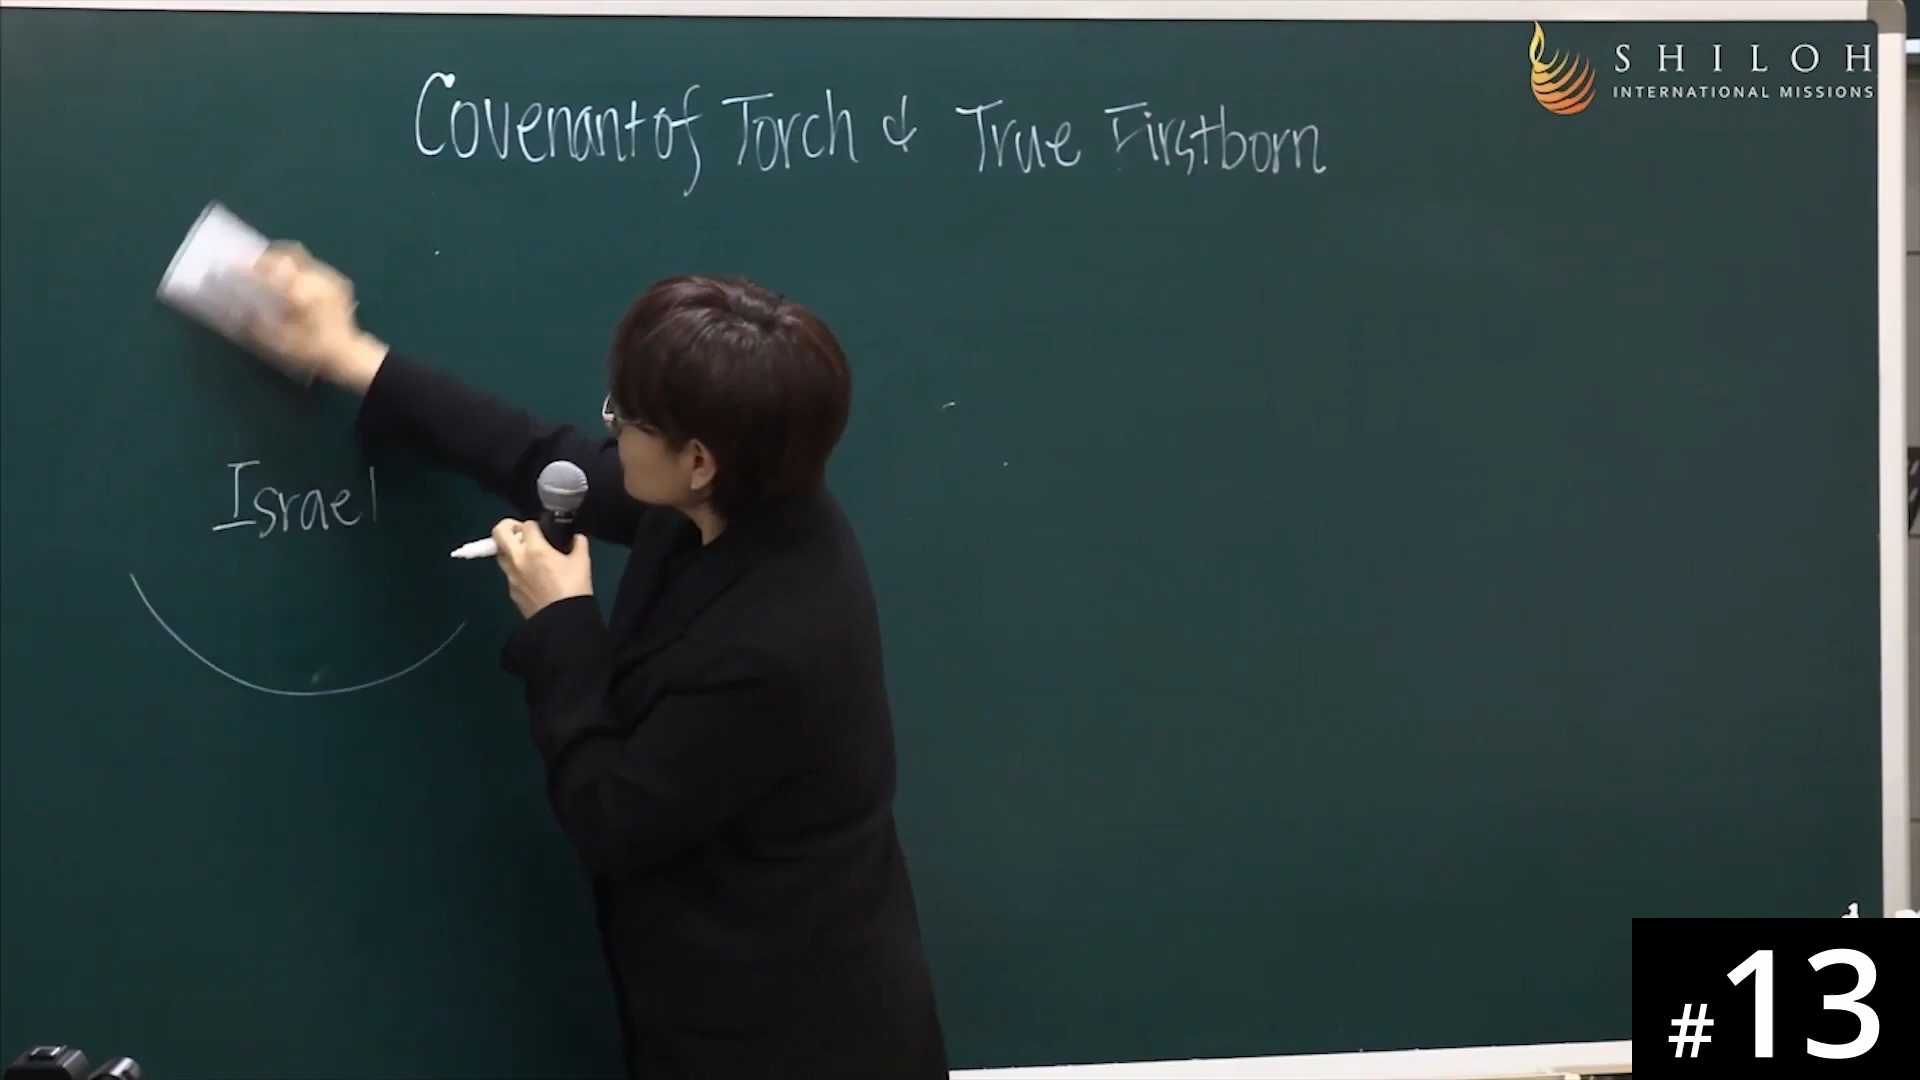 SHILOH
INTERNATIONAL MISSIONS
Covenant of Torch & True Firstborn
Israel
#13